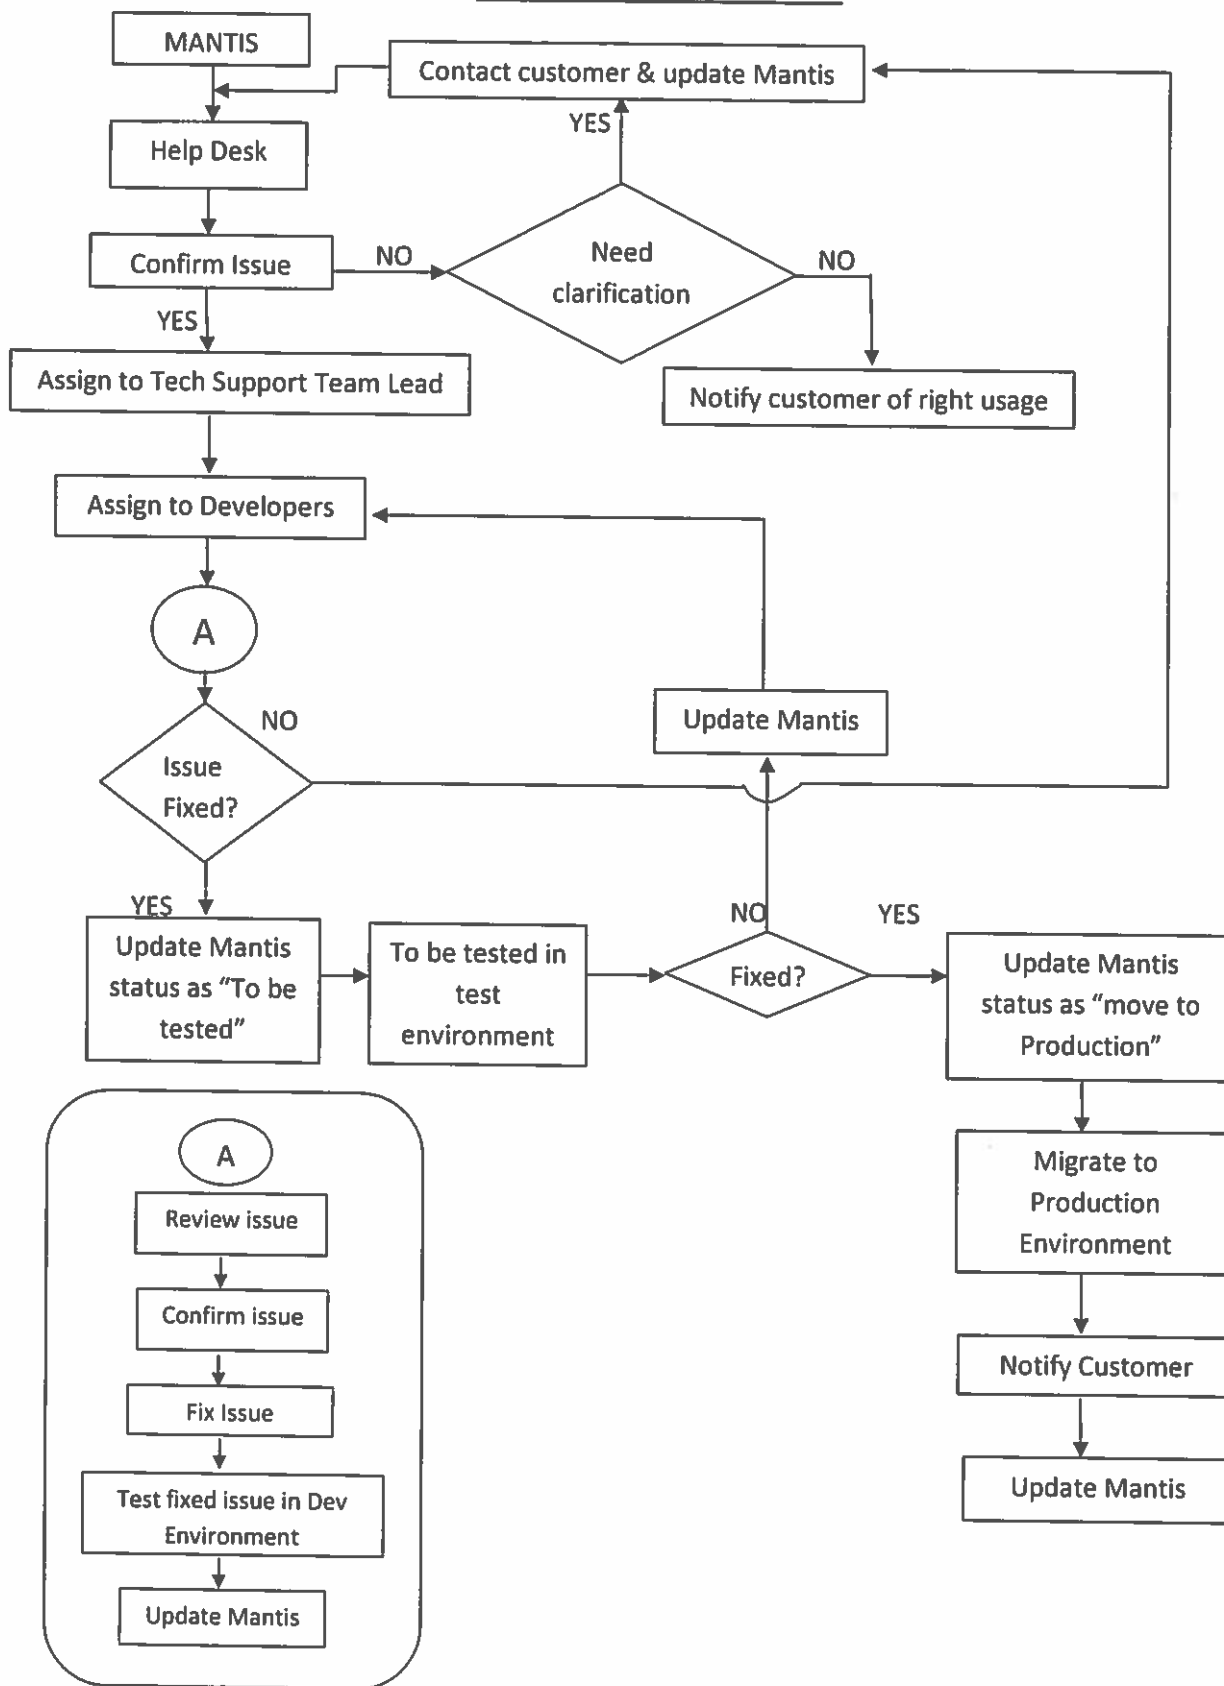 MANTIS
Contact customer & update Mantis
YES
Help Desk
Confirm Issue
NO
Need
clarification
NO
YES
Assign to Tech Support Team Lead
Notify customer of right usage
Assign to Developers
A
NO
Issue
Fixed?
Update Mantis
YES
Update Mantis
status as “To be
tested”
To be tested in
test
environment
NO
Fixed?
YES
Update Mantis
status as “move to
Production”
Migrate to
Production
Environment
Notify Customer
Update Mantis
A
Review issue
Confirm issue
Fix Issue
Test fixed issue in Dev
Environment
Update Mantis